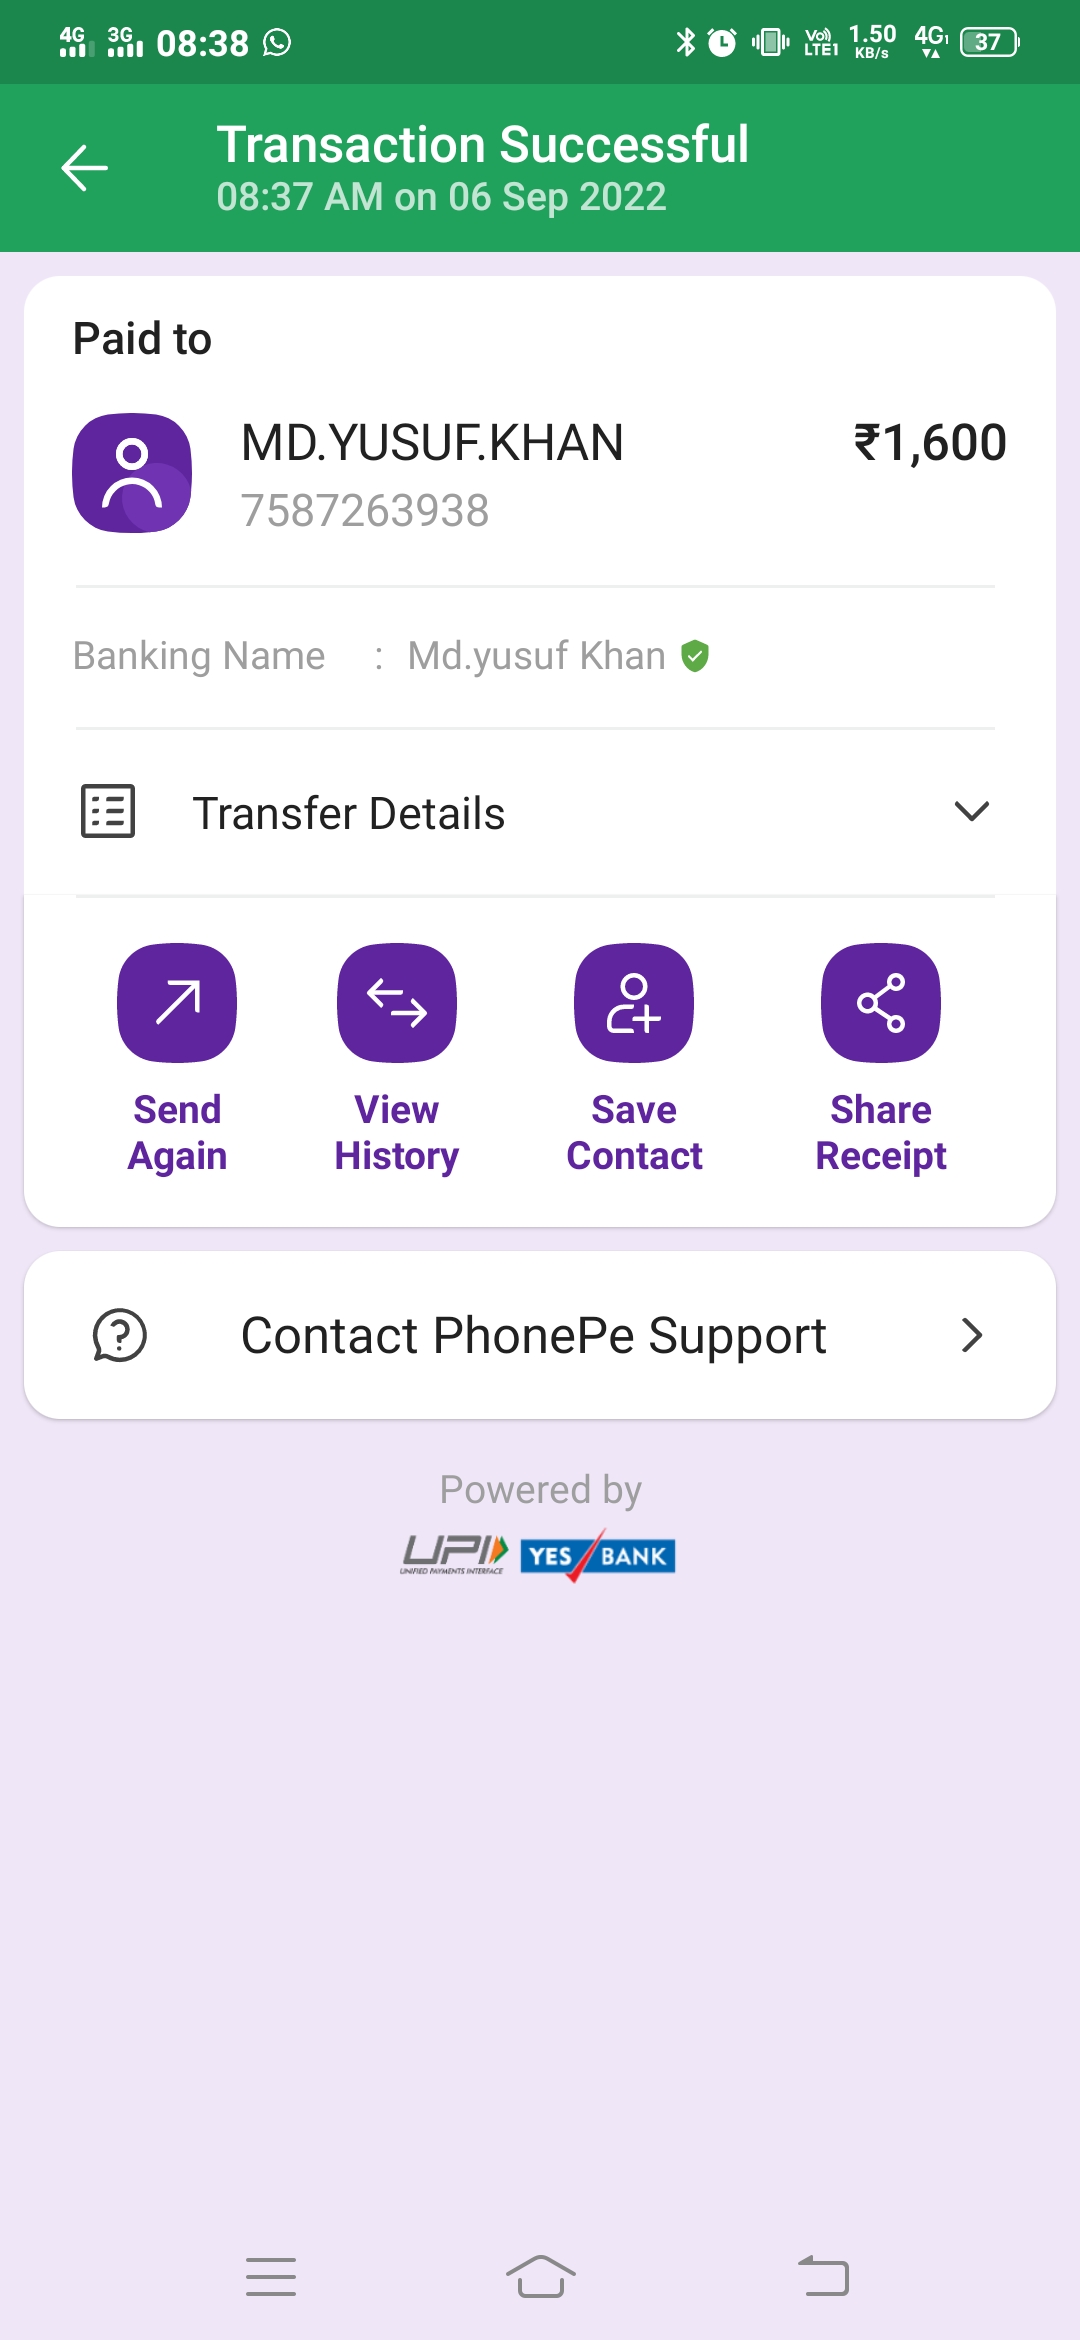 4G 3G 08:38 Vo) LTE1 1.50 KB/s 4G1 37
Transaction Successful
08:37 AM on 06 Sep 2022
Paid to
MD.YUSUF.KHAN ₹1,600
7587263938
Banking Name : Md.yusuf Khan
Transfer Details
Send Again
View History
Save Contact
Share Receipt
Contact PhonePe Support
Powered by
UPI YES BANK
UNIFIED PAYMENTS INTERFACE